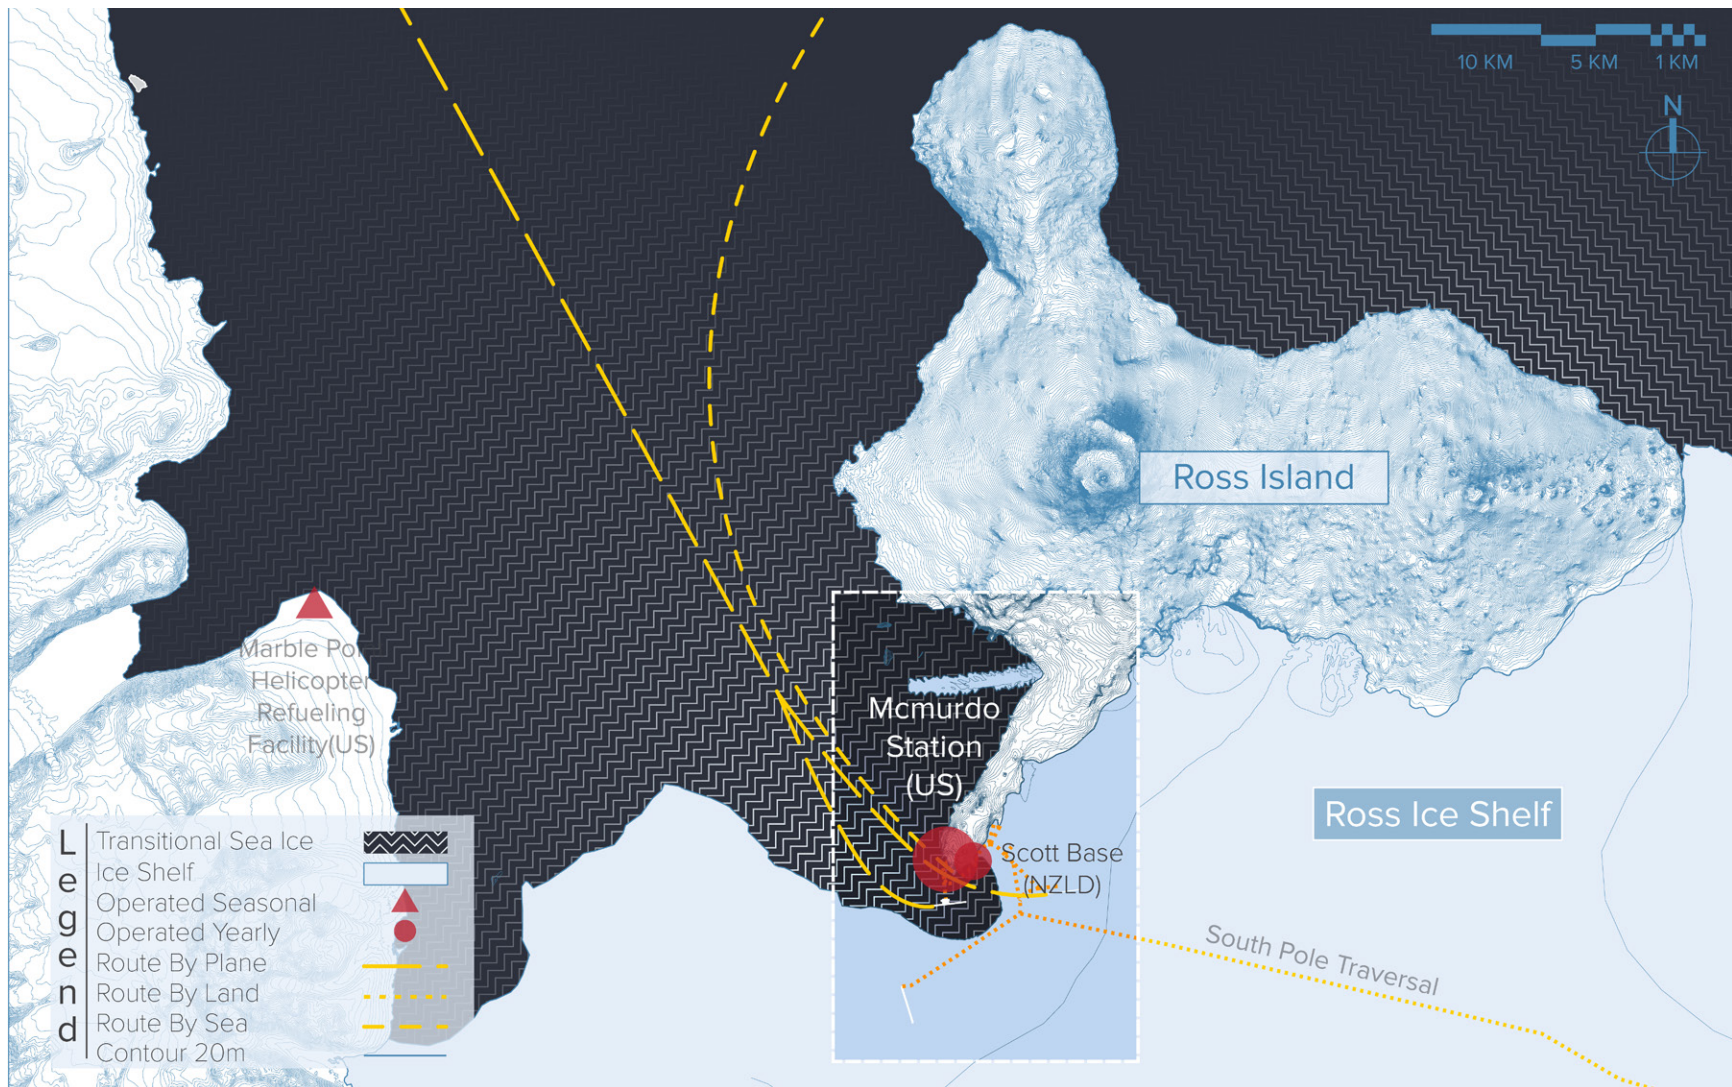 10 KM
5 KM
1 KM
N
Ross Island
Marble Poi
Helicopter
Refueling
Facility(US)
Mcmurdo
Station
(US)
Ross Ice Shelf
Scott Base
(NZLD)
South Pole Traversal
Legend
Transitional Sea Ice
Ice Shelf
Operated Seasonal
Operated Yearly
Route By Plane
Route By Land
Route By Sea
Contour 20m